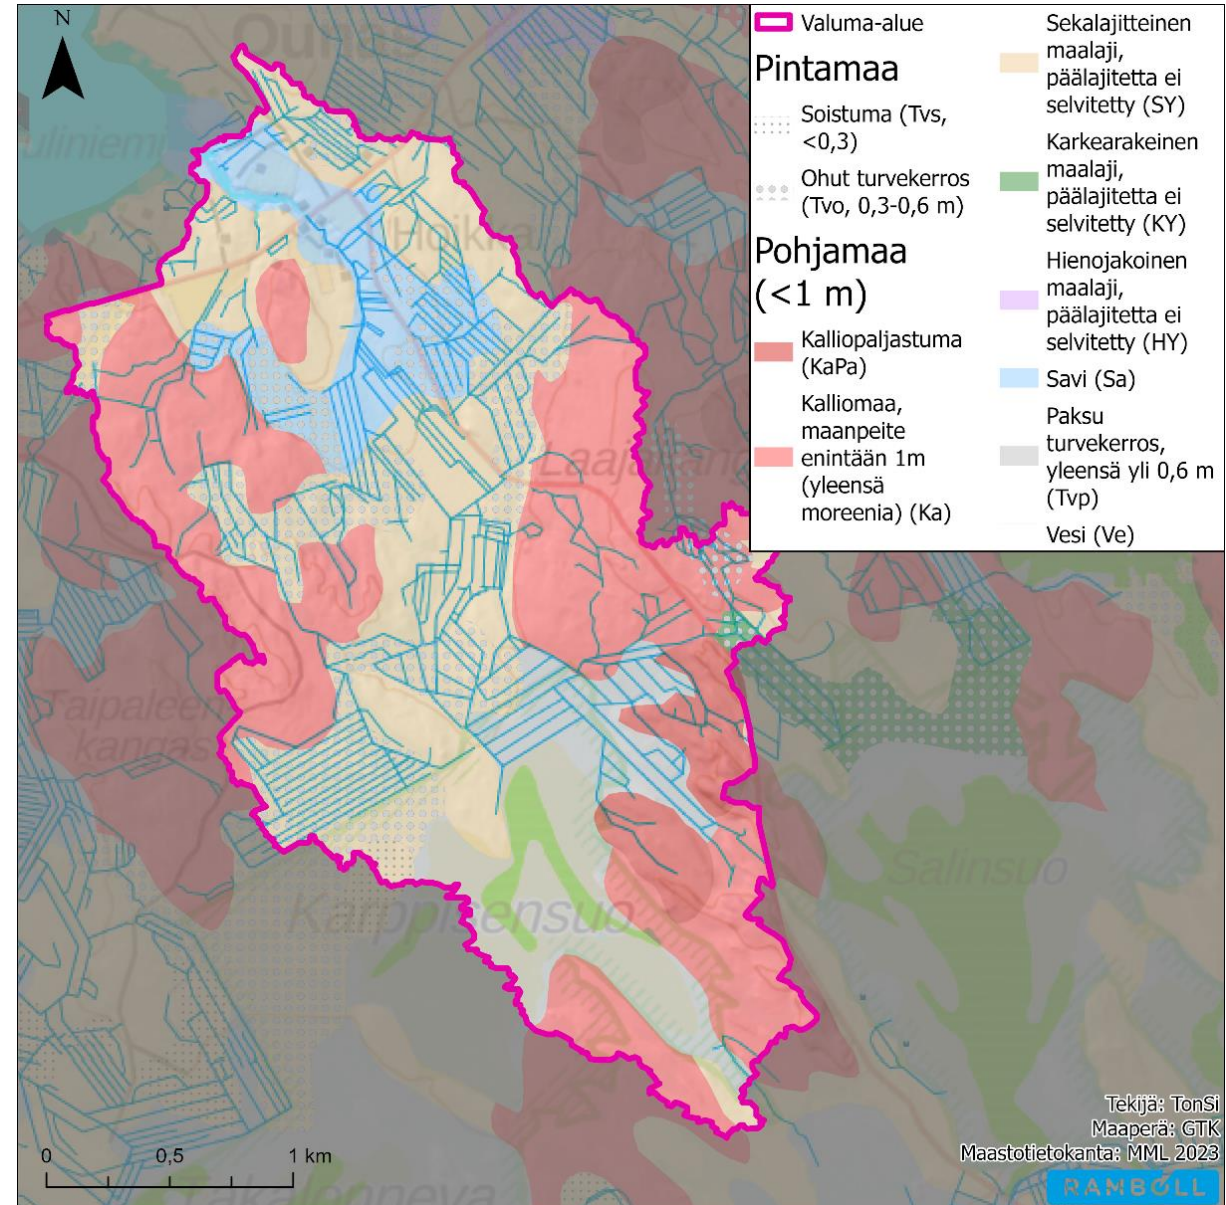 N
Valuma-alue
Pintamaa
Soistuma (Tvs,
<0,3)
Ohut turvekerros
(Tvo, 0,3-0,6 m)
Pohjamaa
(<1 m)
Kalliopaljastuma
(KaPa)
Kalliomaa,
maanpeite
enintään 1m
(yleensä
moreenia) (Ka)
Sekalajitteinen
maalaji,
päälajitetta ei
selvitetty (SY)
Karkearakeinen
maalaji,
päälajitetta ei
selvitetty (KY)
Hienojakoinen
maalaji,
päälajitetta ei
selvitetty (HY)
Savi (Sa)
Paksu
turvekerros,
yleensä yli 0,6 m
(Tvp)
Vesi (Ve)
uliniemi
Hoikka
Taipaleen
kangas
Karppisensuo
Salinsuo
Tekijä: TonSi
Maaperä: GTK
Maastotietokanta: MML 2023
RAMBOLL
0 0,5 1 km